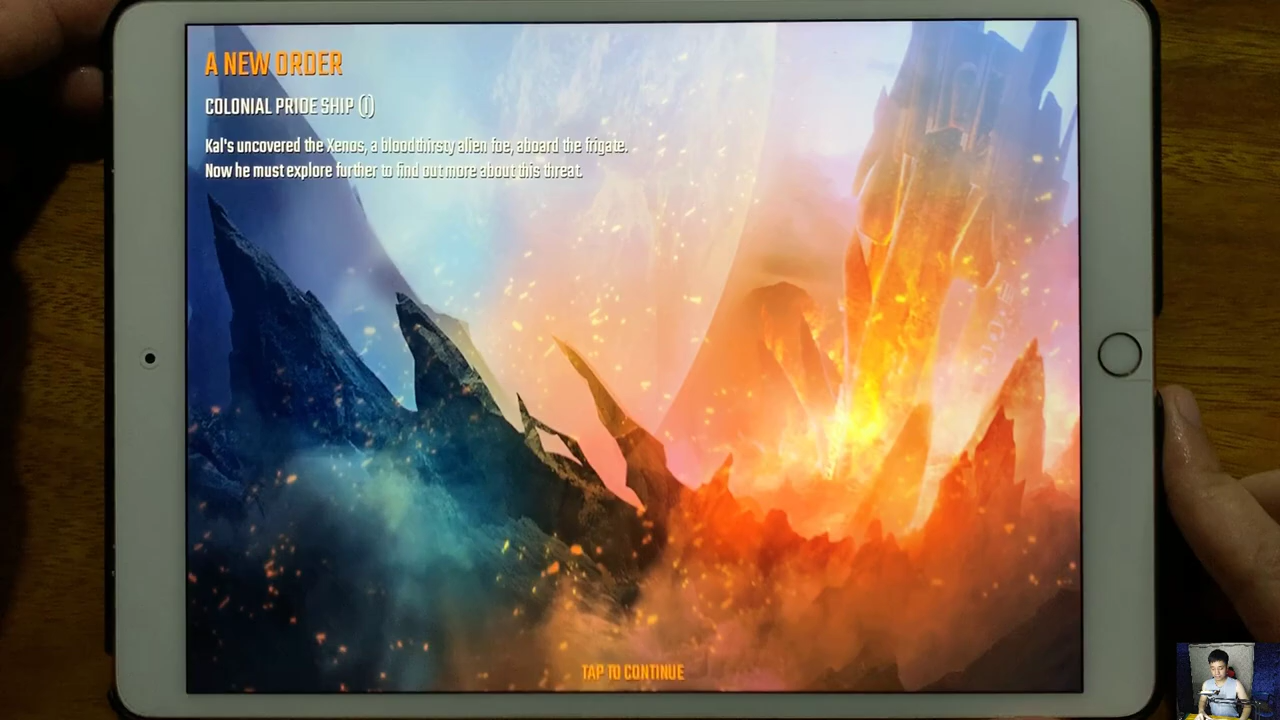 A NEW ORDER
COLONIAL PRIDE SHIP (I)
Kal's uncovered the Xenos, a bloodthirsty alien foe, aboard the frigate.
Now he must explore further to find out more about this threat.
TAP TO CONTINUE